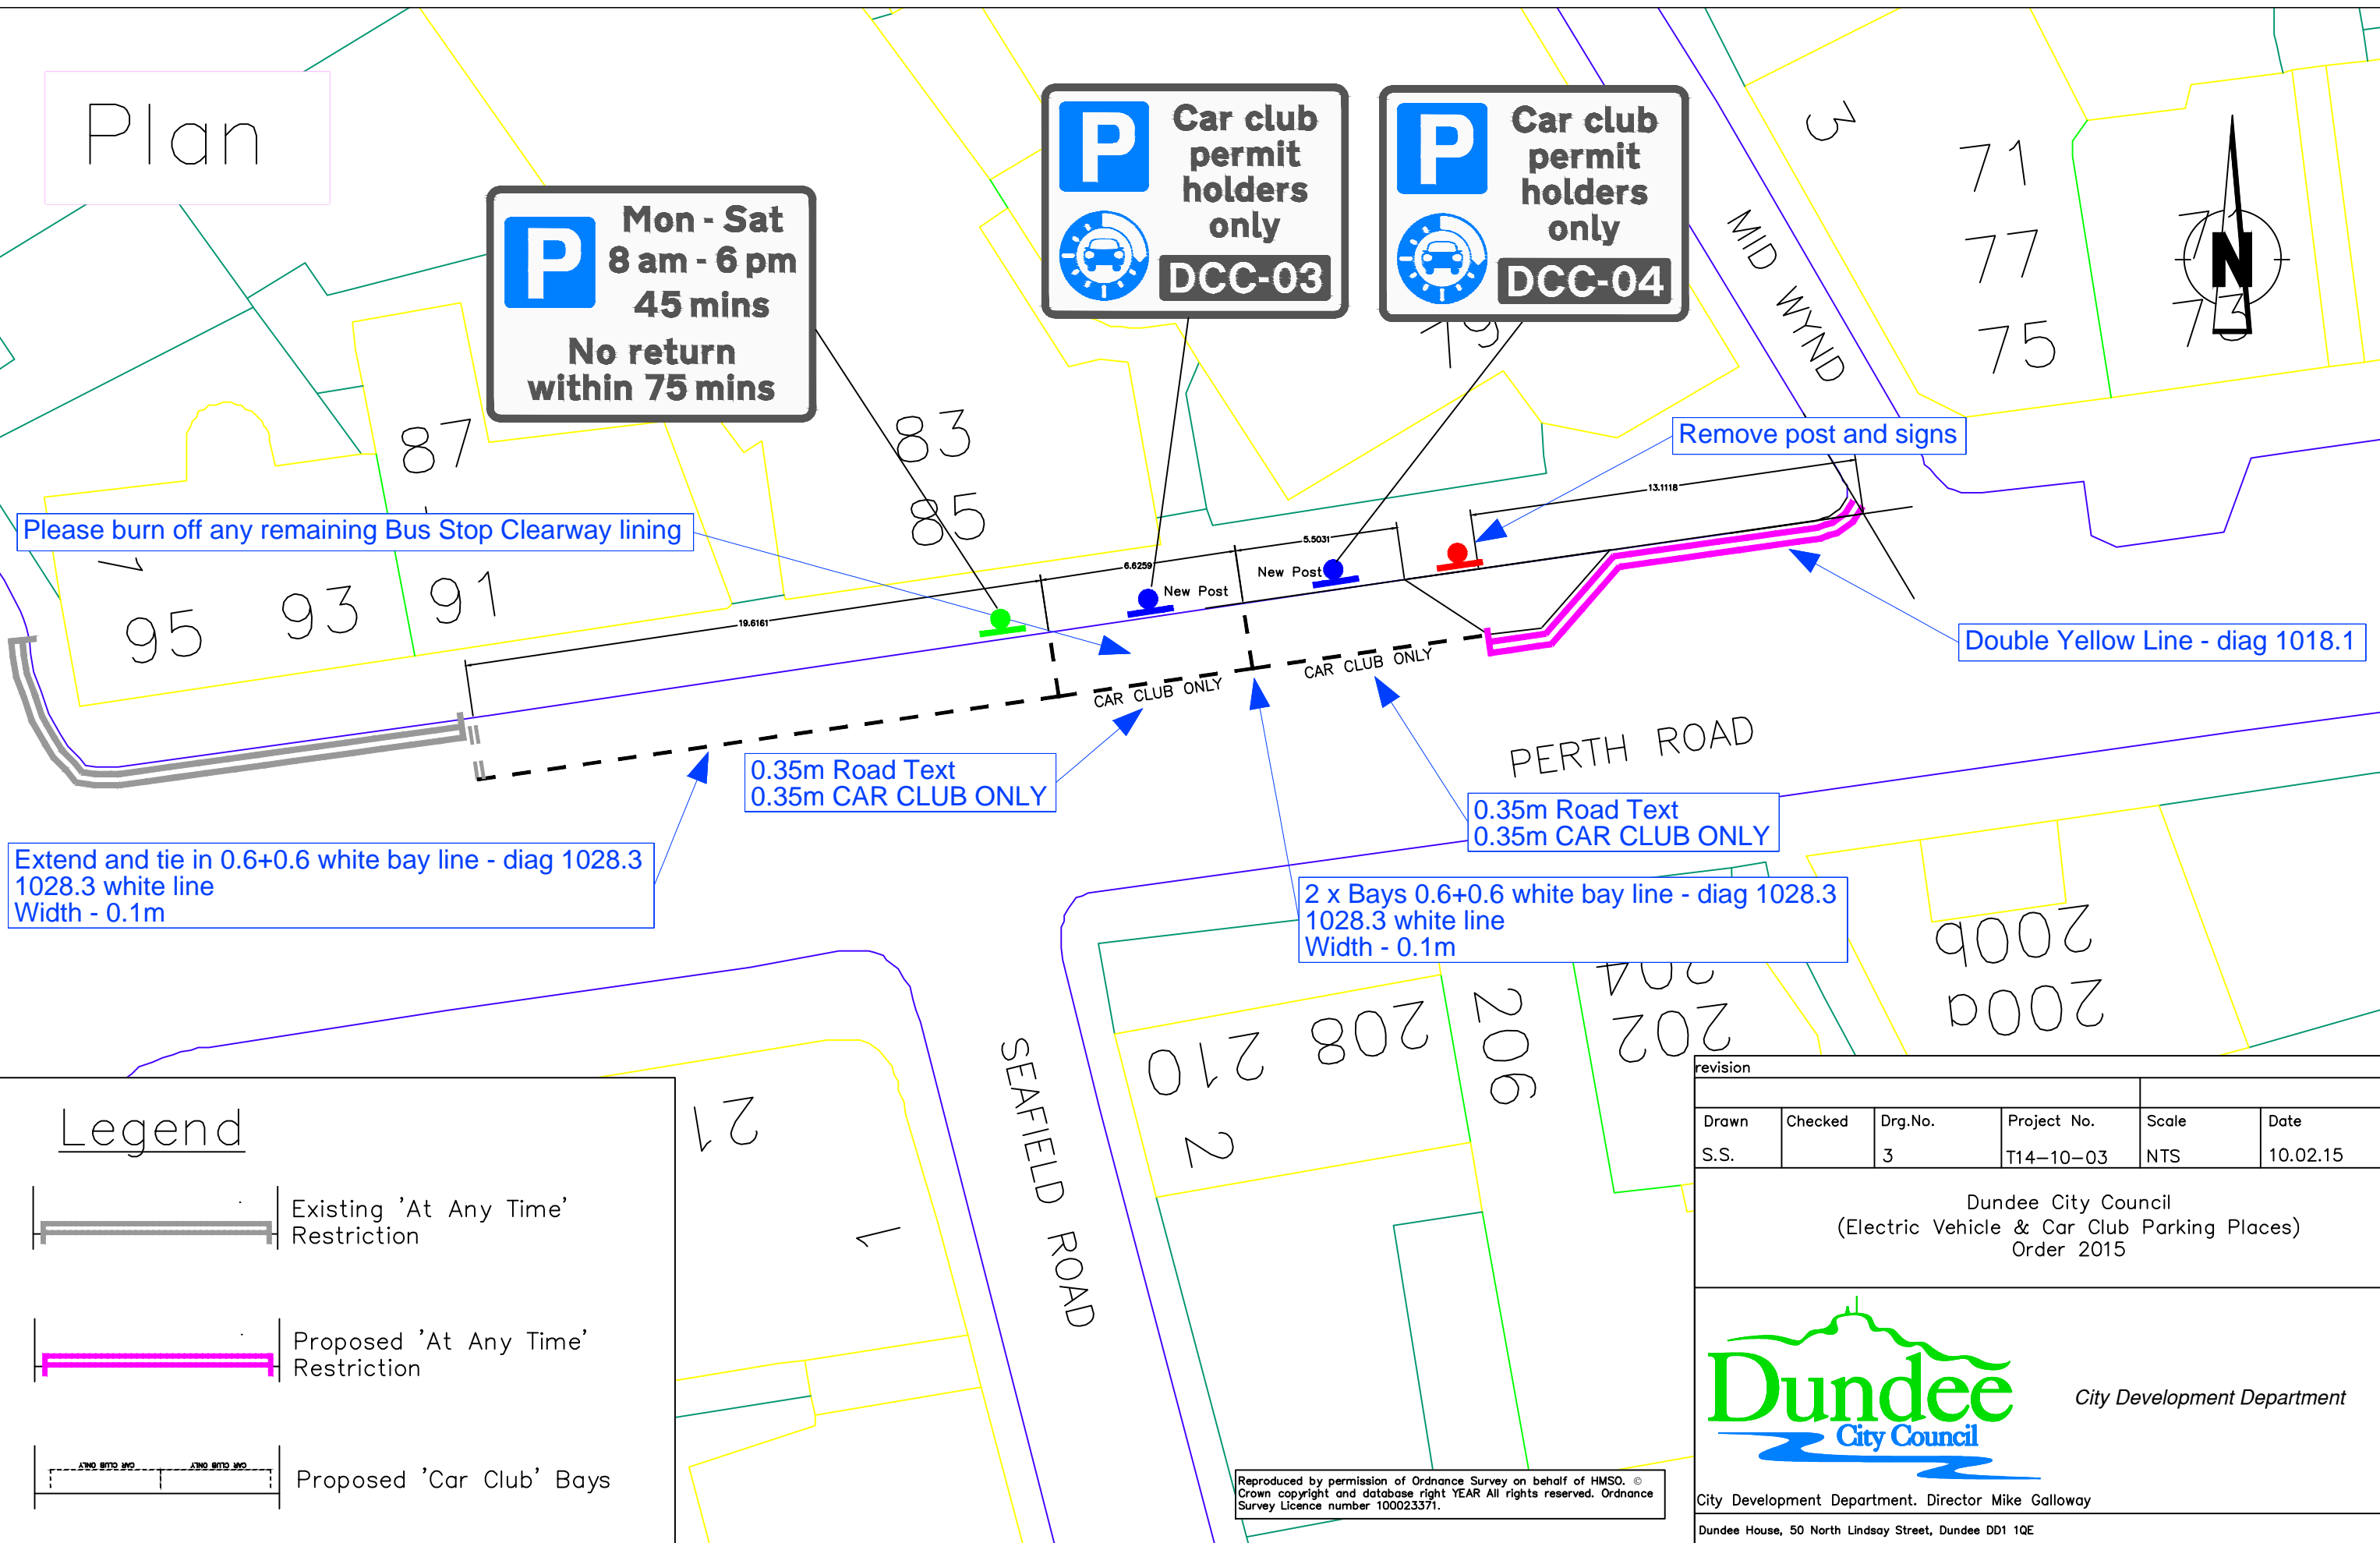 Plan
Mon - Sat
8 am - 6 pm
45 mins
No return
within 75 mins
P
Car club
permit
holders
only
DCC-03
P
Car club
permit
holders
only
DCC-04
P
MID WYND
3
71
77
75
71
73
N
79
83
85
87
91
93
95
Remove post and signs
Please burn off any remaining Bus Stop Clearway lining
13.1118
5.5031
6.6259
19.6161
New Post
New Post
Double Yellow Line - diag 1018.1
CAR CLUB ONLY
CAR CLUB ONLY
PERTH ROAD
0.35m Road Text
0.35m CAR CLUB ONLY
0.35m Road Text
0.35m CAR CLUB ONLY
Extend and tie in 0.6+0.6 white bay line - diag 1028.3
1028.3 white line
Width - 0.1m
2 x Bays 0.6+0.6 white bay line - diag 1028.3
1028.3 white line
Width - 0.1m
200b
200a
204
202
206
208
210
2
SEAFIELD ROAD
21
1
Legend
Existing 'At Any Time'
Restriction
Proposed 'At Any Time'
Restriction
CAR CLUB ONLY
CAR CLUB ONLY
Proposed 'Car Club' Bays
Reproduced by permission of Ordnance Survey on behalf of HMSO. ©
Crown copyright and database right YEAR All rights reserved. Ordnance
Survey Licence number 100023371.
revision
Drawn Checked Drg.No. Project No. Scale Date
S.S. 3 T14-10-03 NTS 10.02.15
Dundee City Council
(Electric Vehicle & Car Club Parking Places)
Order 2015
Dundee
City Council
City Development Department
City Development Department. Director Mike Galloway
Dundee House, 50 North Lindsay Street, Dundee DD1 1QE